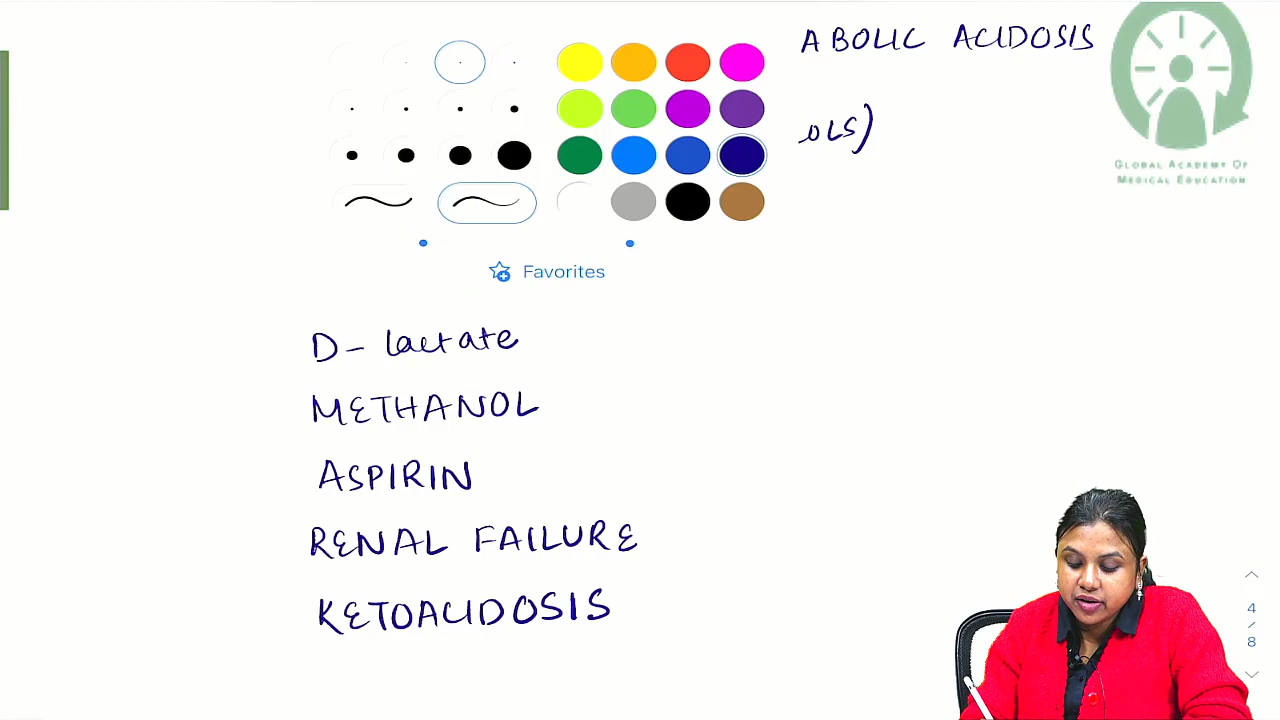 ABOLIC ACIDOSIS
OLS)
GLOBAL ACADEMY OF
MEDICAL EDUCATION
Favorites
D- lactate
METHANOL
ASPIRIN
RENAL FAILURE
KETOACIDOSIS
4
/
8